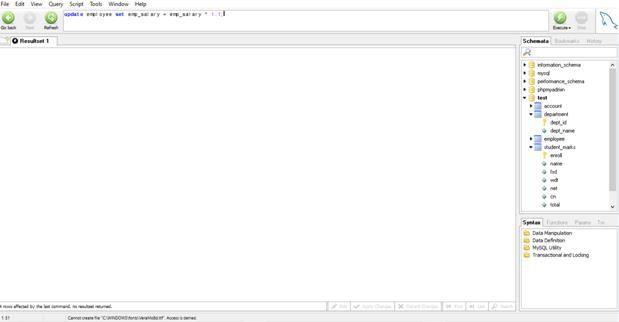 File Edit View Query Script Tools Window Help
update employee set emp_salary = emp_salary * 1.1;
Go back Next Refresh
Execute Stop
Resultset 1
Schemata Bookmarks History
information_schema
mysql
performance_schema
phpmyadmin
test
account
department
dept_id
dept_name
employee
student_marks
enroll
name
fwd
wdt
net
cn
total
Syntax Functions Params
Data Manipulation
Data Definition
MySQL Utility
Transactional and Locking
4 rows affected by the last command, no resultset returned.
Edit Apply Changes Discard Changes First Last Search
1: 51
Cannot create file "C:\WINDOWS\fonts\VeraMoBd.ttf". Access is denied.